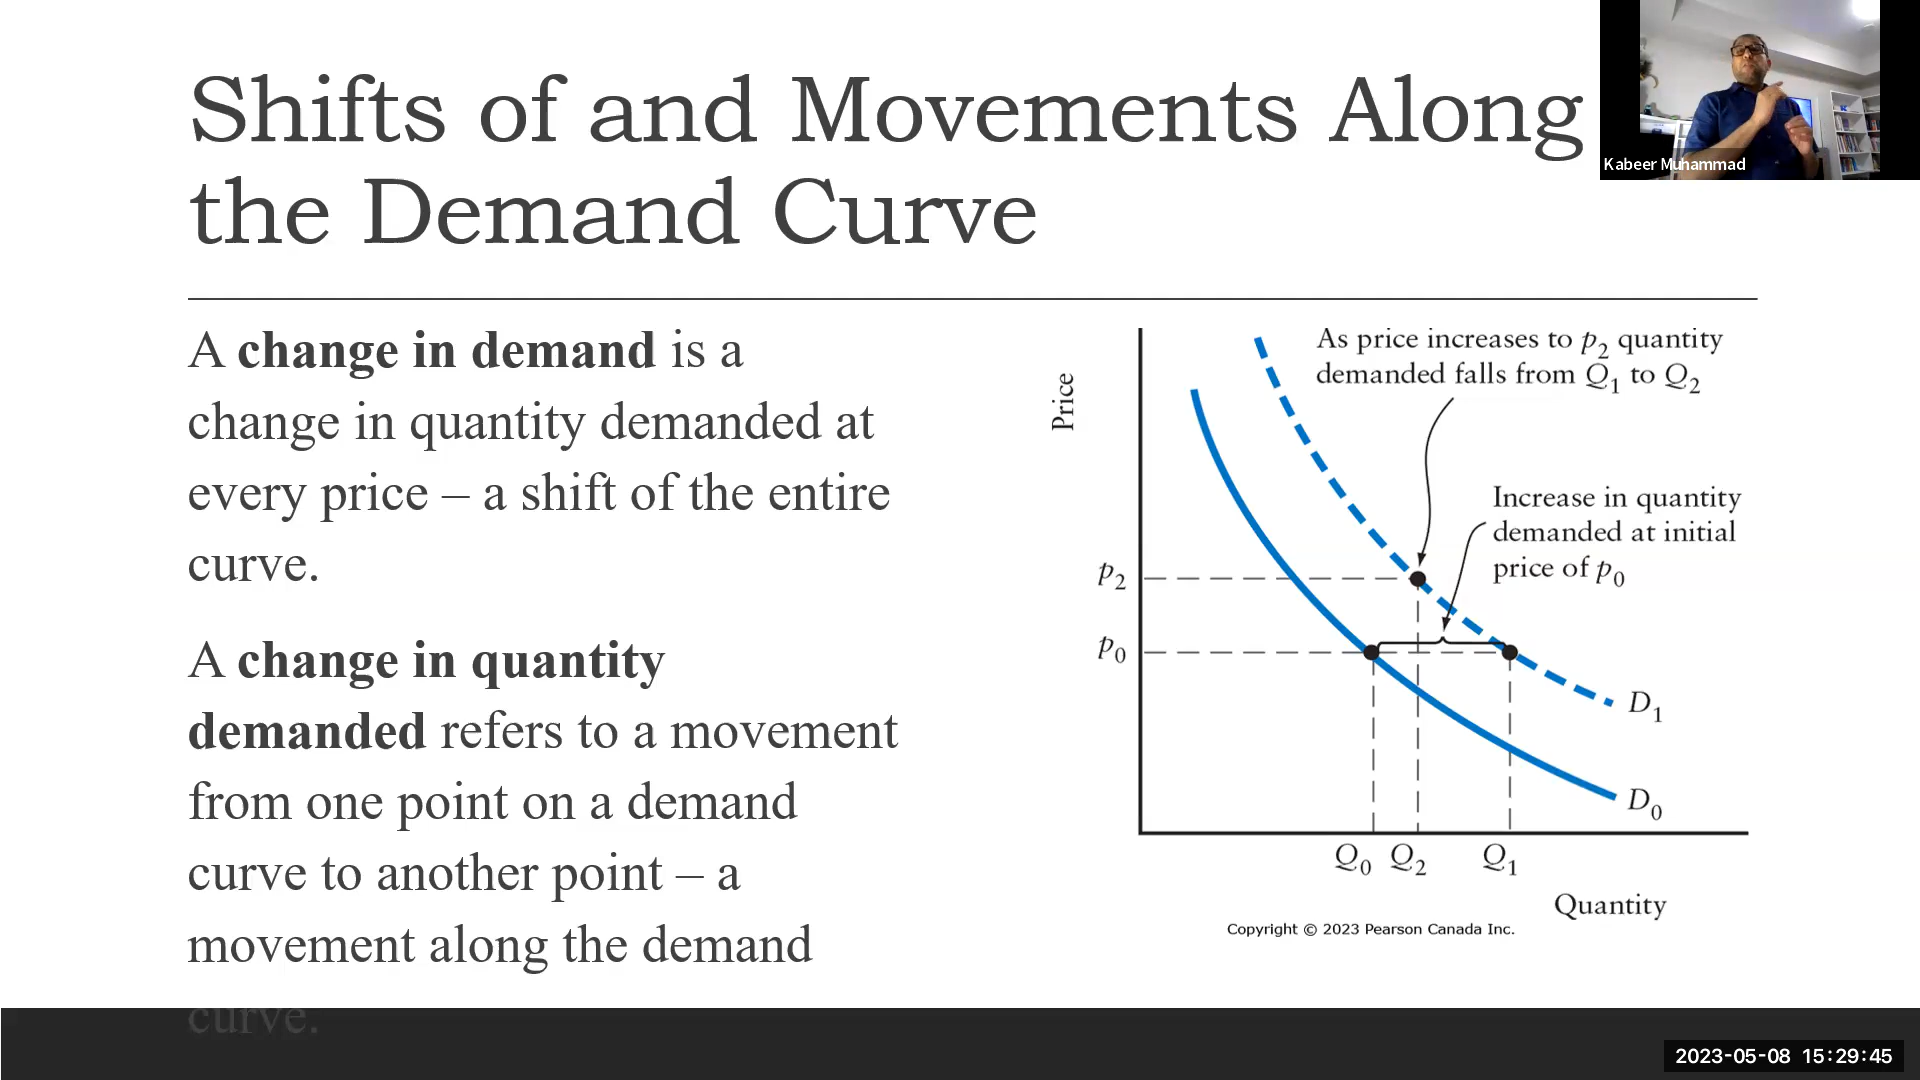 Shifts of and Movements Along
the Demand Curve
Kabeer Muhammad
A change in demand is a
change in quantity demanded at
every price – a shift of the entire
curve.
A change in quantity
demanded refers to a movement
from one point on a demand
curve to another point – a
movement along the demand
curve.
Price
As price increases to p2 quantity
demanded falls from Q1 to Q2
Increase in quantity
demanded at initial
price of p0
p2
p0
D1
D0
Q0 Q2 Q1
Quantity
Copyright © 2023 Pearson Canada Inc.
2023-05-08 15:29:45